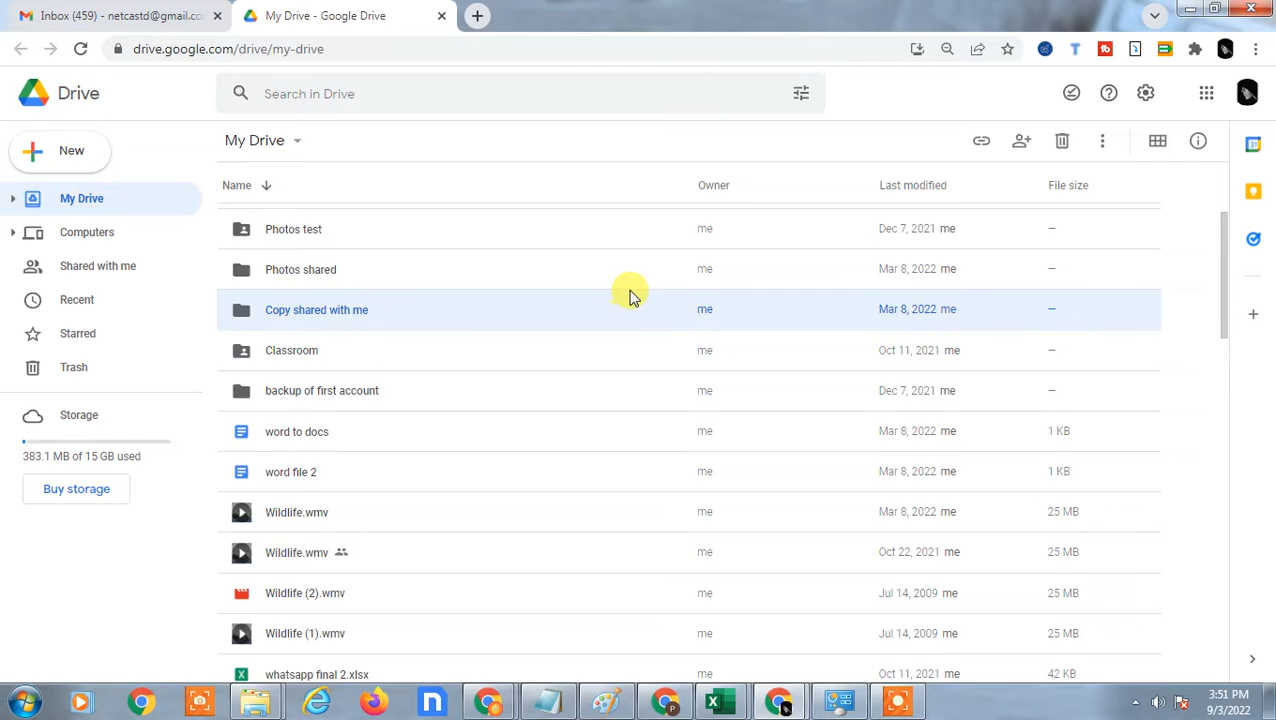 Inbox (459) - netcastd@gmail.co
My Drive - Google Drive
drive.google.com/drive/my-drive
Drive
Search in Drive
New
My Drive
Name
Owner
Last modified
File size
My Drive
Computers
Shared with me
Recent
Starred
Trash
Storage
383.1 MB of 15 GB used
Buy storage
Photos test me Dec 7, 2021 me –
Photos shared me Mar 8, 2022 me –
Copy shared with me me Mar 8, 2022 me –
Classroom me Oct 11, 2021 me –
backup of first account me Dec 7, 2021 me –
word to docs me Mar 8, 2022 me 1 KB
word file 2 me Mar 8, 2022 me 1 KB
Wildlife.wmv me Mar 8, 2022 me 25 MB
Wildlife.wmv me Oct 22, 2021 me 25 MB
Wildlife (2).wmv me Jul 14, 2009 me 25 MB
Wildlife (1).wmv me Jul 14, 2009 me 25 MB
whatsapp final 2.xlsx me Oct 11, 2021 me 42 KB
3:51 PM
9/3/2022